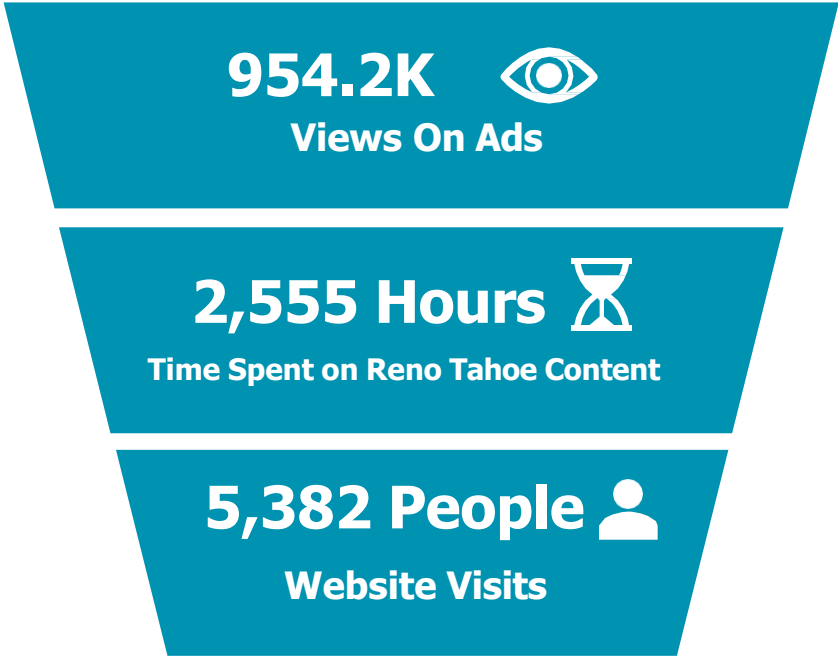 954.2K
Views On Ads
2,555 Hours
Time Spent on Reno Tahoe Content
5,382 People
Website Visits